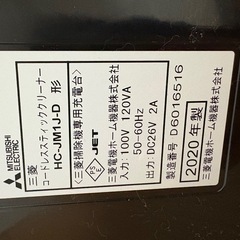 MITSUBISHI
ELECTRIC
三菱
コードレススティッククリーナー
HC-JM1J-D 形
〈三菱掃除機専用充電台〉
PS
E
JET
入力: 100V 120VA
50-60Hz
出力: DC26V 2A
三菱電機ホーム機器株式会社
製造番号 D6016516
2020年製
三菱電機ホーム機器株式会社